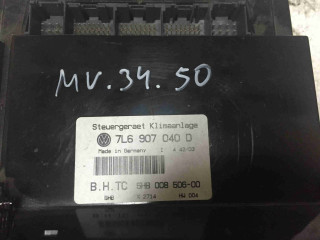 MV.34.50
Steuergeraet Klimaanlage
7L6 907 040 D
Made in Germany
B.H.TC 5HB 008 506-00